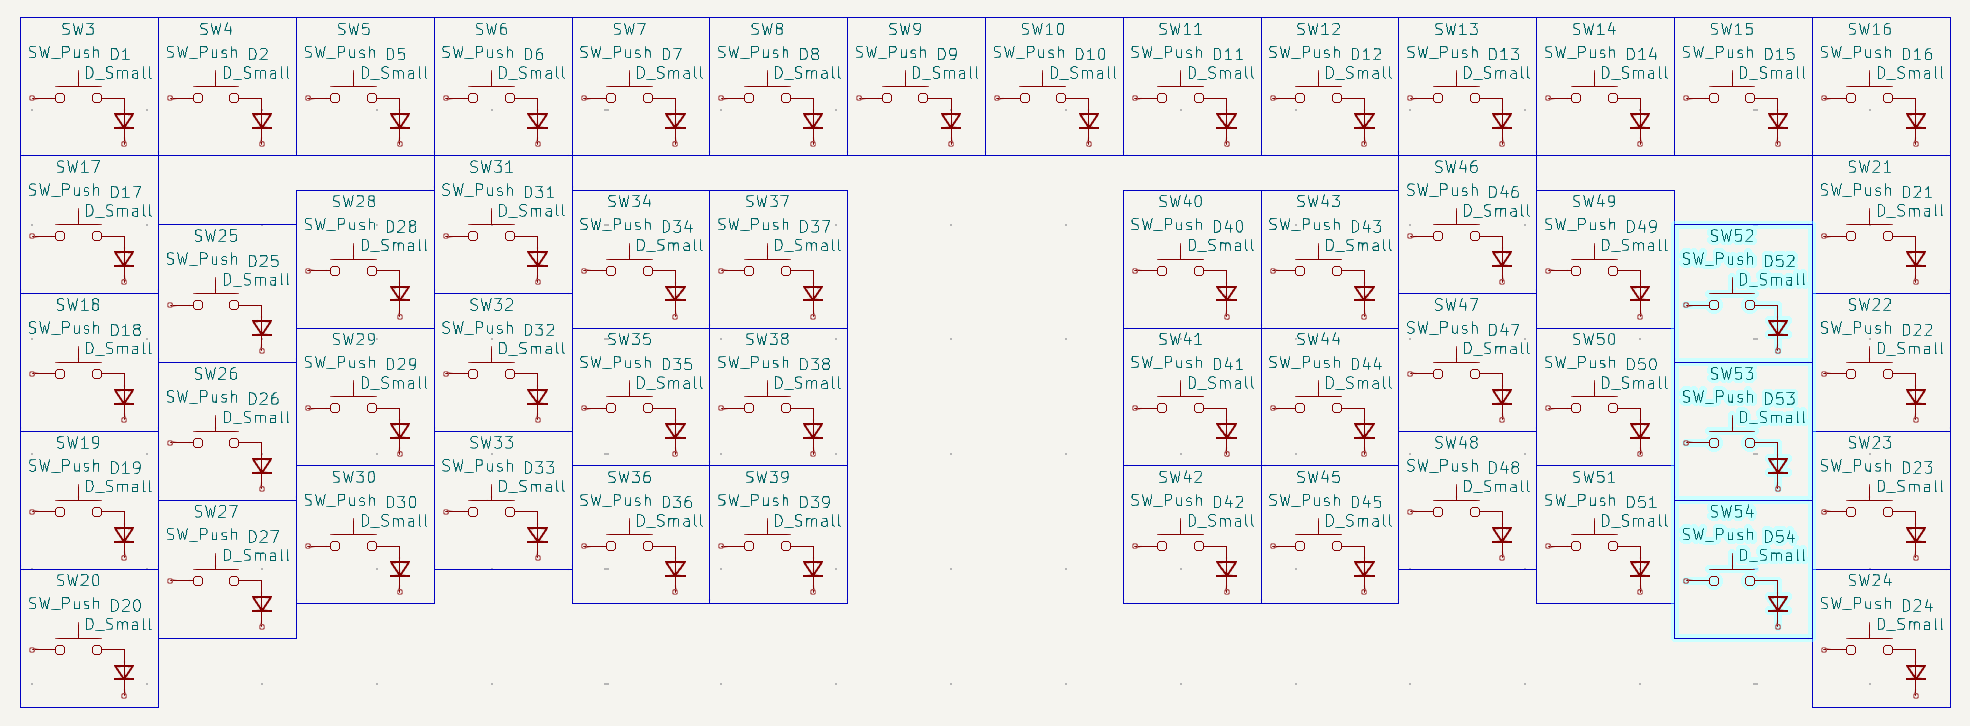 SW3 SW4 SW5 SW6 SW7 SW8 SW9 SW10 SW11 SW12 SW13 SW14 SW15 SW16
SW_Push D1 SW_Push D2 SW_Push D5 SW_Push D6 SW_Push D7 SW_Push D8 SW_Push D9 SW_Push D10 SW_Push D11 SW_Push D12 SW_Push D13 SW_Push D14 SW_Push D15 SW_Push D16
D_Small D_Small D_Small D_Small D_Small D_Small D_Small D_Small D_Small D_Small D_Small D_Small D_Small D_Small
SW17 SW31 SW46 SW21
SW_Push D17 SW_Push D31 SW_Push D46 SW_Push D21
D_Small D_Small D_Small D_Small
SW28 SW34 SW37 SW40 SW43 SW49
SW_Push D28 SW_Push D34 SW_Push D37 SW_Push D40 SW_Push D43 SW_Push D49
D_Small D_Small D_Small D_Small D_Small D_Small
SW25 SW52
SW_Push D25 SW_Push D52
D_Small D_Small
SW18 SW32 SW47 SW22
SW_Push D18 SW_Push D32 SW_Push D47 SW_Push D22
D_Small D_Small D_Small D_Small
SW29 SW35 SW38 SW41 SW44 SW50
SW_Push D29 SW_Push D35 SW_Push D38 SW_Push D41 SW_Push D44 SW_Push D50
D_Small D_Small D_Small D_Small D_Small D_Small
SW26 SW53
SW_Push D26 SW_Push D53
D_Small D_Small
SW19 SW33 SW48 SW23
SW_Push D19 SW_Push D33 SW_Push D48 SW_Push D23
D_Small D_Small D_Small D_Small
SW30 SW36 SW39 SW42 SW45 SW51
SW_Push D30 SW_Push D36 SW_Push D39 SW_Push D42 SW_Push D45 SW_Push D51
D_Small D_Small D_Small D_Small D_Small D_Small
SW27 SW54
SW_Push D27 SW_Push D54
D_Small D_Small
SW20 SW24
SW_Push D20 SW_Push D24
D_Small D_Small